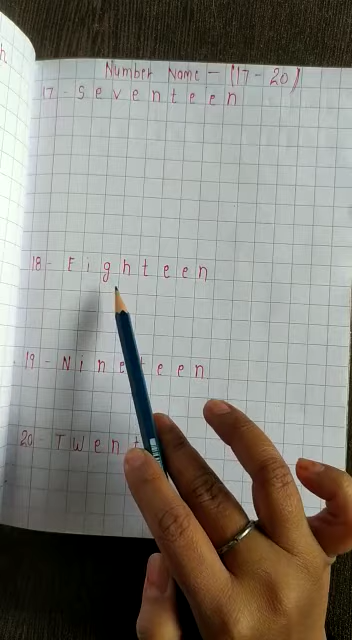 Number Name - (17-20)
17 - Seventeen
18 - Eighteen
19 - Nineteen
20 - Twent